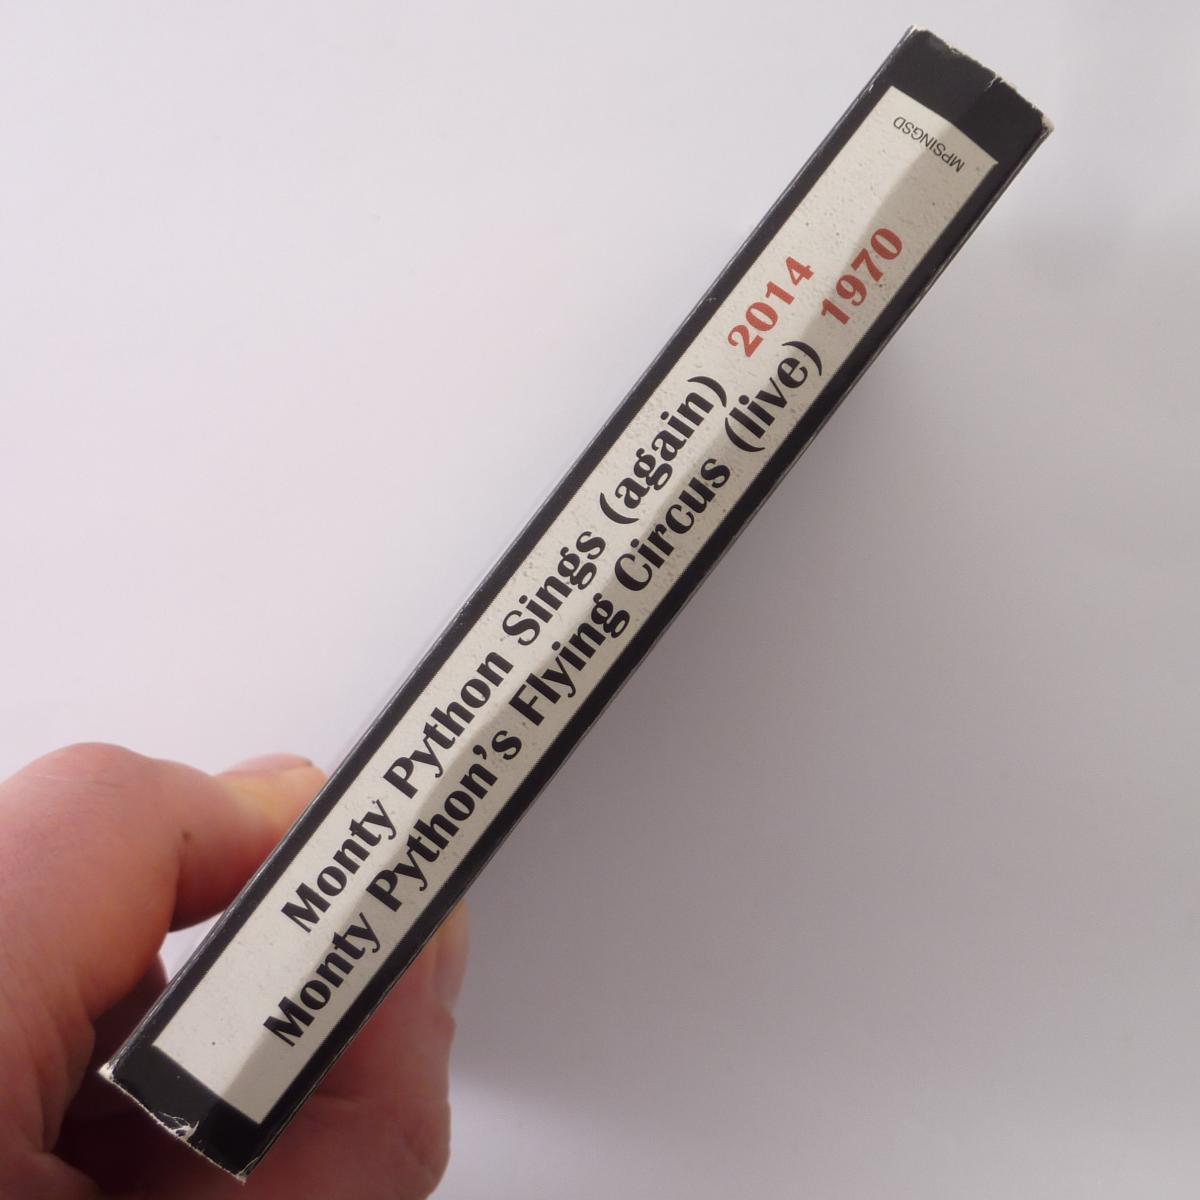 Monty Python Sings (again) 2014
Monty Python's Flying Circus (live) 1970
MPSINGSD